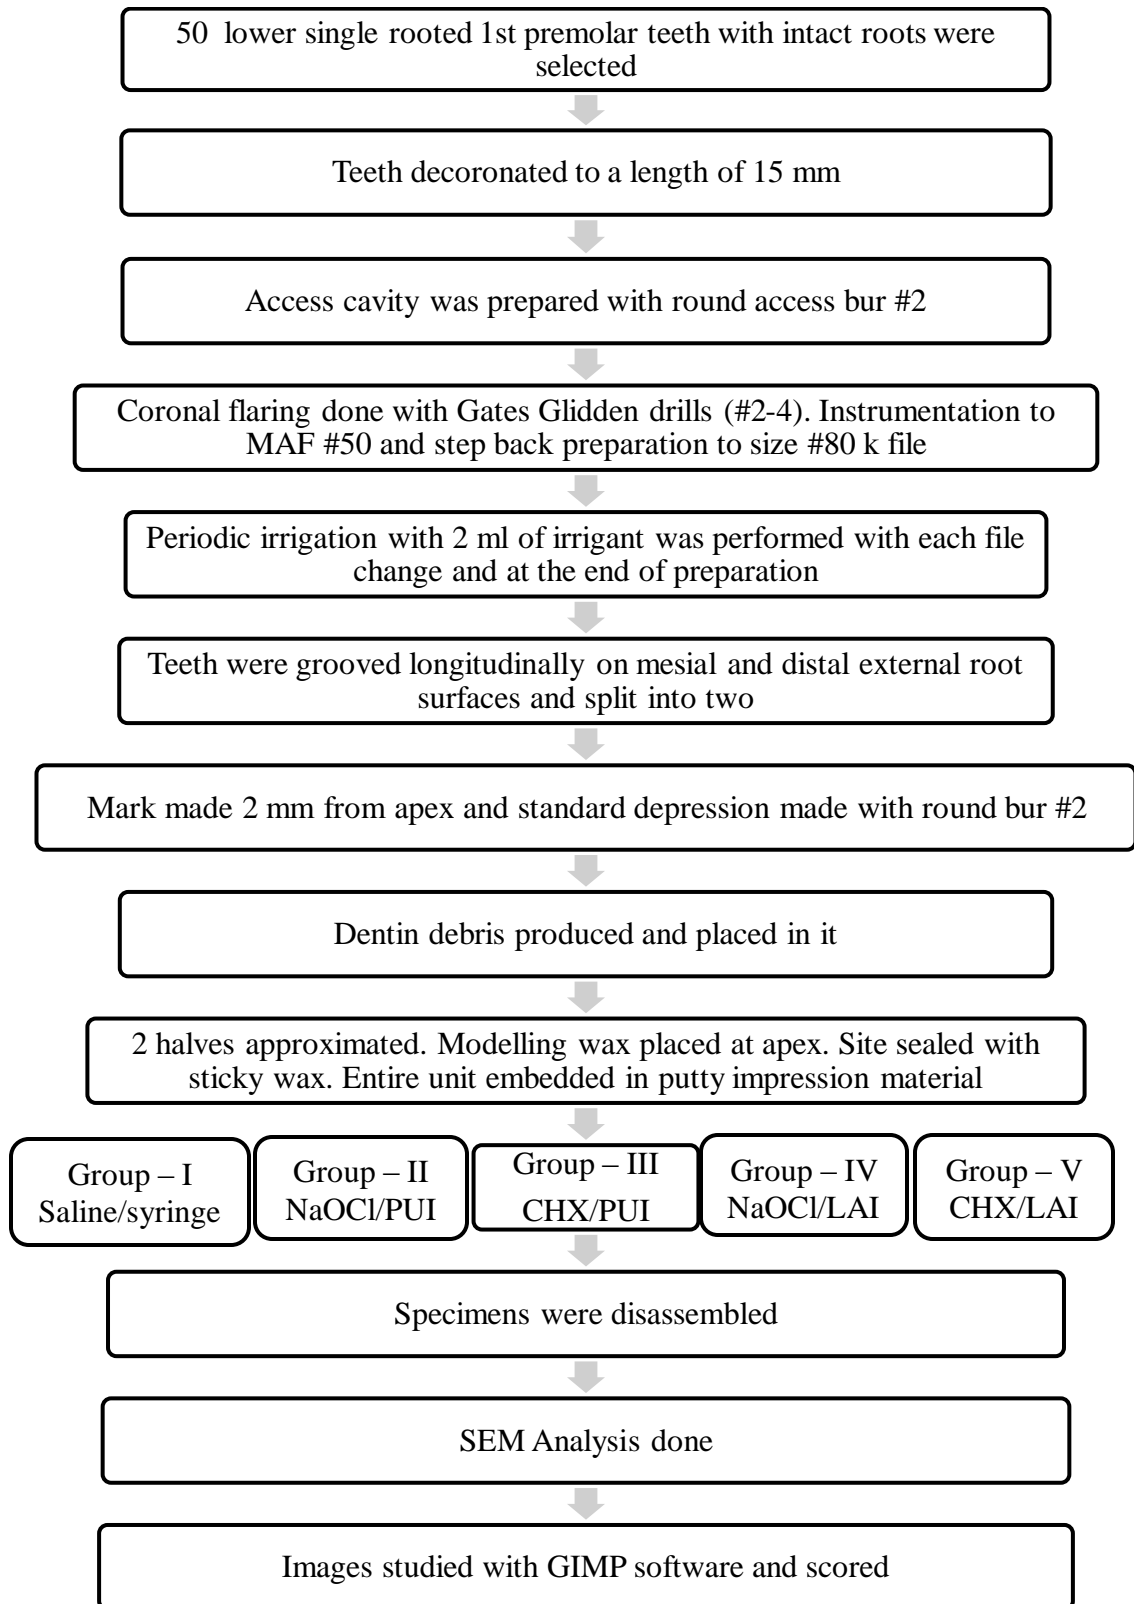 50 lower single rooted 1st premolar teeth with intact roots were
selected
Teeth decoronated to a length of 15 mm
Access cavity was prepared with round access bur #2
Coronal flaring done with Gates Glidden drills (#2-4). Instrumentation to
MAF #50 and step back preparation to size #80 k file
Periodic irrigation with 2 ml of irrigant was performed with each file
change and at the end of preparation
Teeth were grooved longitudinally on mesial and distal external root
surfaces and split into two
Mark made 2 mm from apex and standard depression made with round bur #2
Dentin debris produced and placed in it
2 halves approximated. Modelling wax placed at apex. Site sealed with
sticky wax. Entire unit embedded in putty impression material
Group – I
Saline/syringe
Group – II
NaOCl/PUI
Group – III
CHX/PUI
Group – IV
NaOCl/LAI
Group – V
CHX/LAI
Specimens were disassembled
SEM Analysis done
Images studied with GIMP software and scored